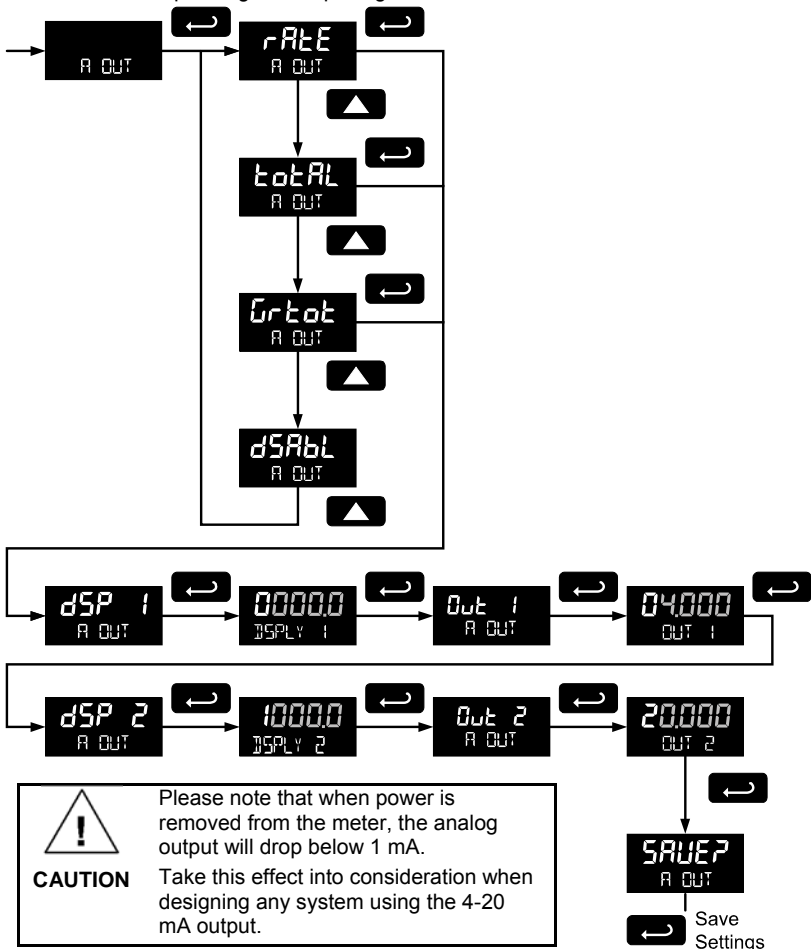 rAtE
A OUT
A OUT
totAL
A OUT
Grtot
A OUT
dSAbL
A OUT
dSP 1
A OUT
0000.0
DSPLY 1
Out 1
A OUT
04.000
OUT 1
dSP 2
A OUT
1000.0
DSPLY 2
Out 2
A OUT
20.000
OUT 2
SAVE?
A OUT
Save
Settings
CAUTION
Please note that when power is
removed from the meter, the analog
output will drop below 1 mA.
Take this effect into consideration when
designing any system using the 4-20
mA output.